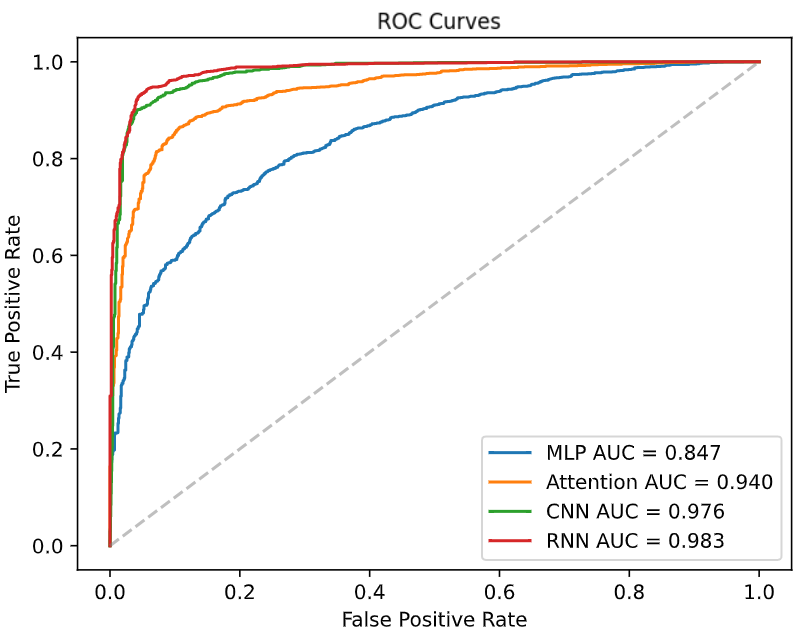 ROC Curves
True Positive Rate
1.0
0.8
0.6
0.4
0.2
0.0
MLP AUC = 0.847
Attention AUC = 0.940
CNN AUC = 0.976
RNN AUC = 0.983
0.0 0.2 0.4 0.6 0.8 1.0
False Positive Rate